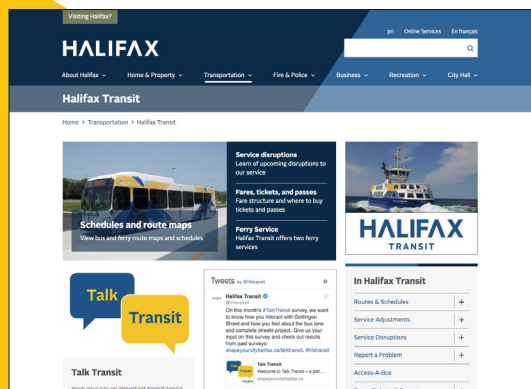 Visiting Halifax?
311 Online Services En français
HALIFAX
About Halifax Home & Property Transportation Fire & Police Business Recreation City Hall
Halifax Transit
Home > Transportation > Halifax Transit
Schedules and route maps
View bus and ferry route maps and schedules
Service disruptions
Learn of upcoming disruptions to
our service
Fares, tickets, and passes
Fare structure and where to buy
tickets and passes
Ferry Service
Halifax Transit offers two ferry
services
HALIFAX
TRANSIT
Talk
Transit
Talk Transit
Tweets by @hfxtransit
Halifax Transit
@hfxtransit
On this month's #TalkTransit survey, we want
to know how you interact with Gottingen
Street and how you feel about the bus lane
and complete streets project. Give us your
input on this survey and check out results
from past surveys:
shapeyourcityhalifax.ca/talktransit. #hfxtransit
Talk Transit
Welcome to Talk Transit – a plac...
shapeyourcityhalifax.ca
In Halifax Transit
Routes & Schedules +
Service Adjustments +
Service Disruptions +
Report a Problem +
Access-A-Bus